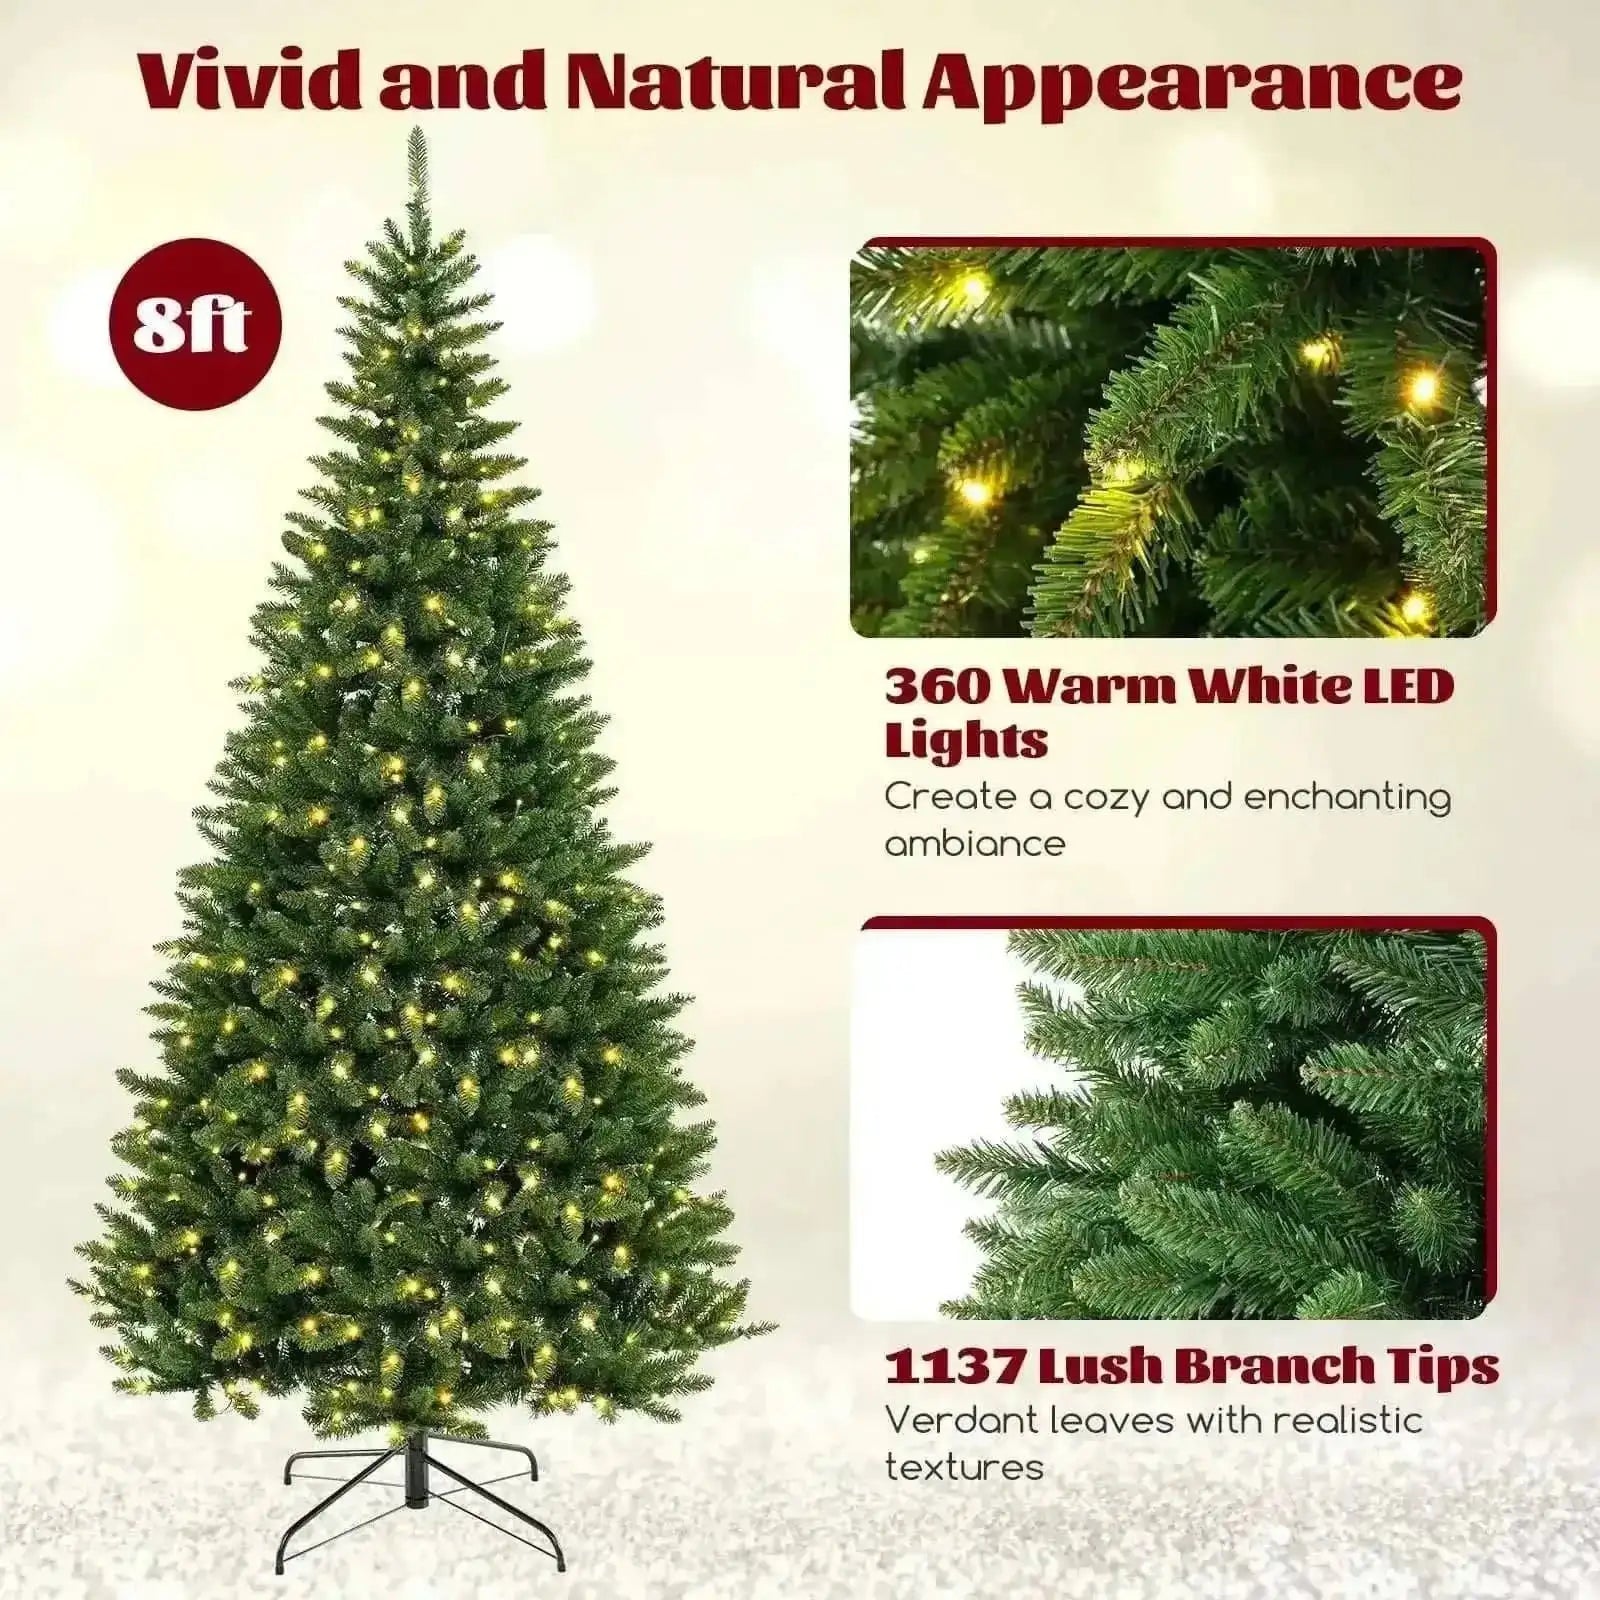 Vivid and Natural Appearance
8ft
360 Warm White LED
Lights
Create a cozy and enchanting
ambiance
1137 Lush Branch Tips
Verdant leaves with realistic
textures